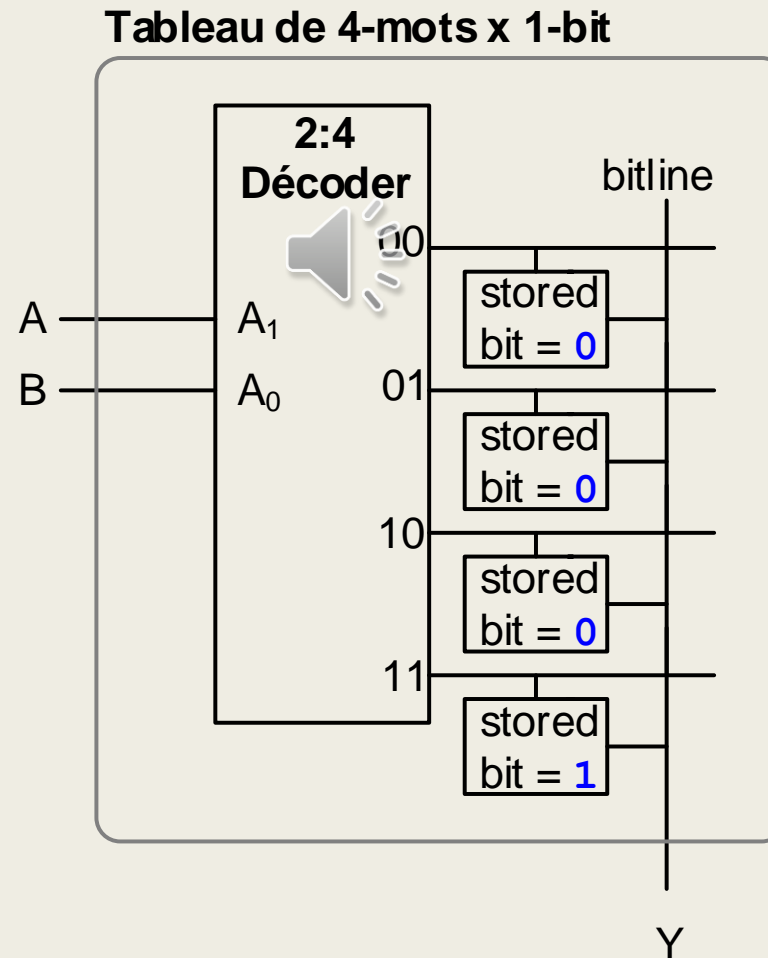 Tableau de 4-mots x 1-bit
2:4
Décoder
bitline
00
stored
bit = 0
A
A₁
B
A₀
01
stored
bit = 0
10
stored
bit = 0
11
stored
bit = 1
Y